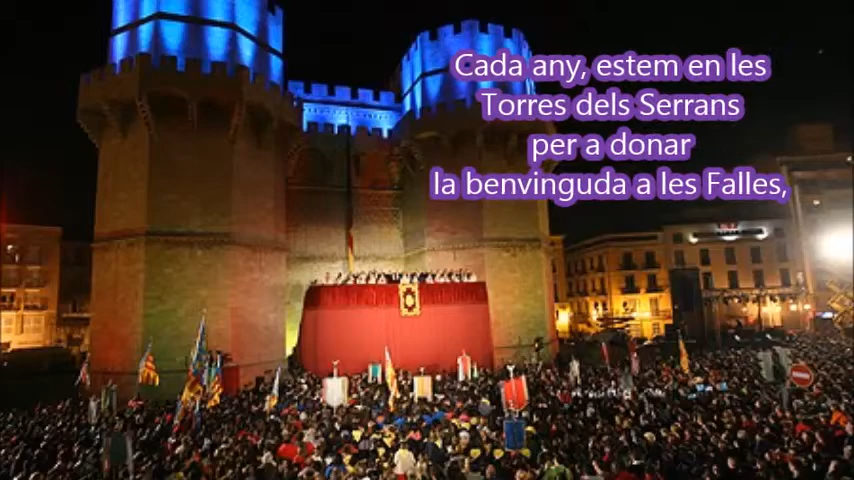 Cada any, estem en les
Torres dels Serrans
per a donar
la benvinguda a les Falles,